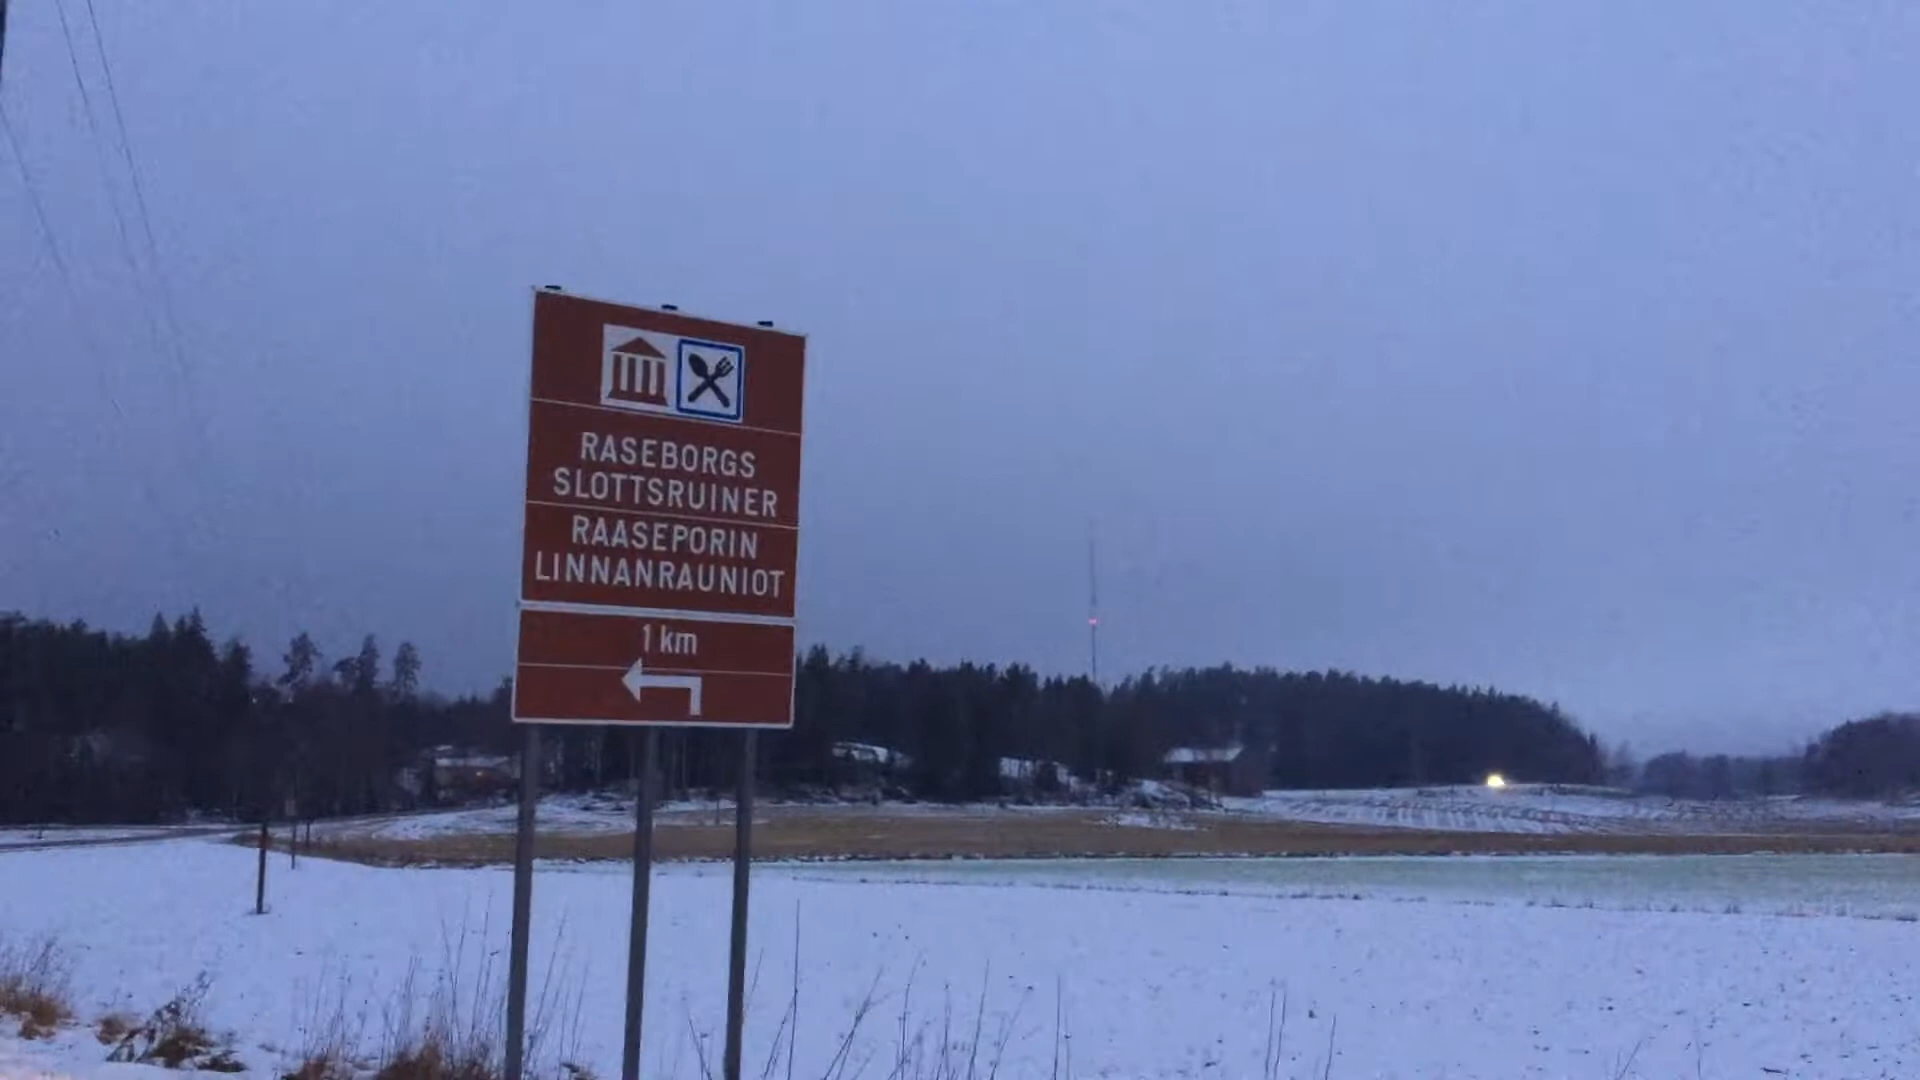 RASEBORGS
SLOTTSRUINER
RAASEPORIN
LINNANRAUNIOT
1 km